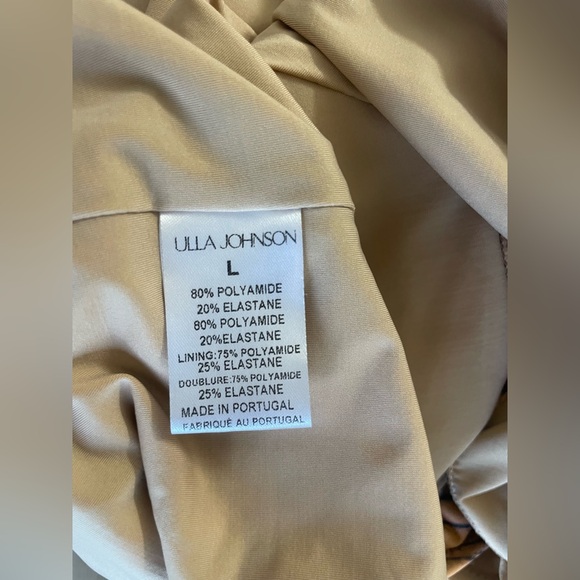 ULLA JOHNSON
L
80% POLYAMIDE
20% ELASTANE
80% POLYAMIDE
20%ELASTANE
LINING:75% POLYAMIDE
25% ELASTANE
DOUBLURE:75% POLYAMIDE
25% ELASTANE
MADE IN PORTUGAL
FABRIQUÉ AU PORTUGAL